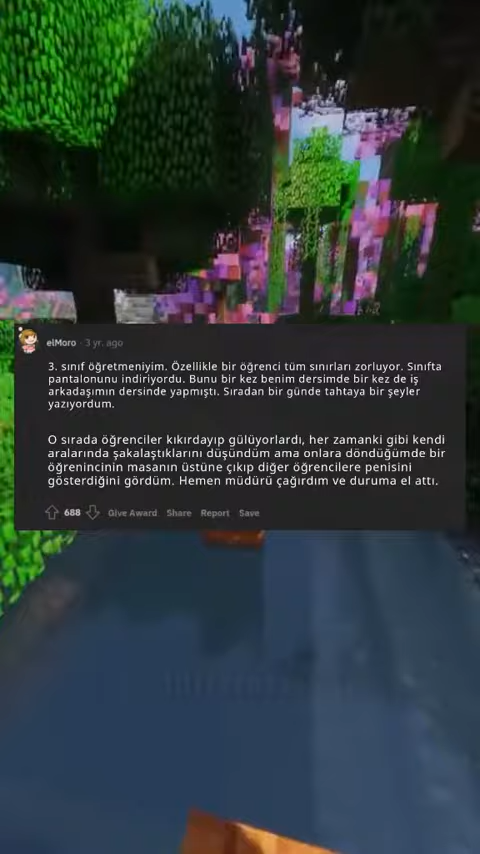 elMoro · 3 yr. ago
3. sınıf öğretmeniyim. Özellikle bir öğrenci tüm sınırları zorluyor. Sınıfta
pantalonunu indiriyordu. Bunu bir kez benim dersimde bir kez de iş
arkadaşımın dersinde yapmıştı. Sıradan bir günde tahtaya bir şeyler
yazıyordum.
O sırada öğrenciler kıkırdayıp gülüyorlardı, her zamanki gibi kendi
aralarında şakalaştıklarını düşündüm ama onlara döndüğümde bir
öğrenincinin masanın üstüne çıkıp diğer öğrencilere penisini
gösterdiğini gördüm. Hemen müdürü çağırdım ve duruma el attı.
688 Give Award Share Report Save